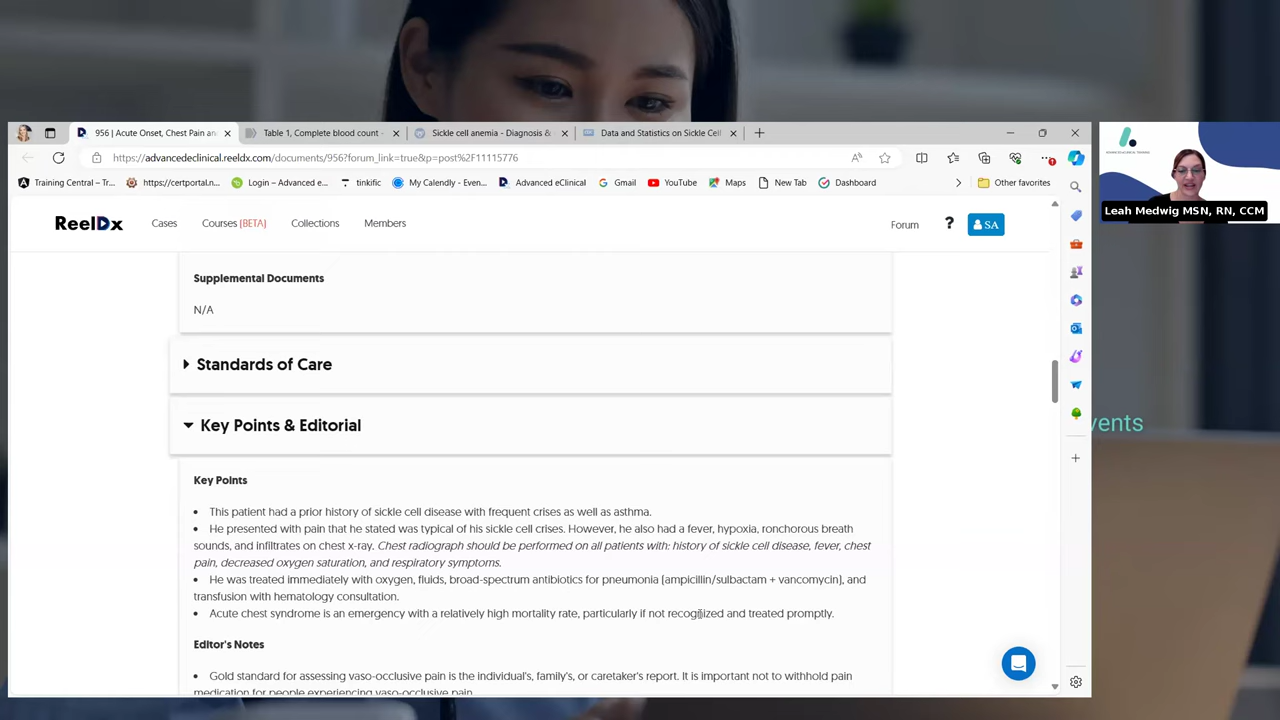 956 | Acute Onset, Chest Pain an
Table 1, Complete blood count -
Sickle cell anemia - Diagnosis &
Data and Statistics on Sickle Cell
https://advancedeclinical.reeldx.com/documents/956?forum_link=true&p=post%2F11115776
Training Central – Tr...
https://certportal.n...
Login – Advanced e...
tinkific
My Calendly - Even...
Advanced eClinical
Gmail
YouTube
Maps
New Tab
Dashboard
Other favorites
Leah Medwig MSN, RN, CCM
ReelDx
Cases
Courses [BETA]
Collections
Members
Forum
?
SA
Supplemental Documents
N/A
Standards of Care
Key Points & Editorial
vents
Key Points
• This patient had a prior history of sickle cell disease with frequent crises as well as asthma.
• He presented with pain that he stated was typical of his sickle cell crises. However, he also had a fever, hypoxia, ronchorous breath
sounds, and infiltrates on chest x-ray. Chest radiograph should be performed on all patients with: history of sickle cell disease, fever, chest
pain, decreased oxygen saturation, and respiratory symptoms.
• He was treated immediately with oxygen, fluids, broad-spectrum antibiotics for pneumonia (ampicillin/sulbactam + vancomycin), and
transfusion with hematology consultation.
• Acute chest syndrome is an emergency with a relatively high mortality rate, particularly if not recognized and treated promptly.
Editor's Notes
• Gold standard for assessing vaso-occlusive pain is the individual's, family's, or caretaker's report. It is important not to withhold pain
medication for people experiencing vaso-occlusive pain.